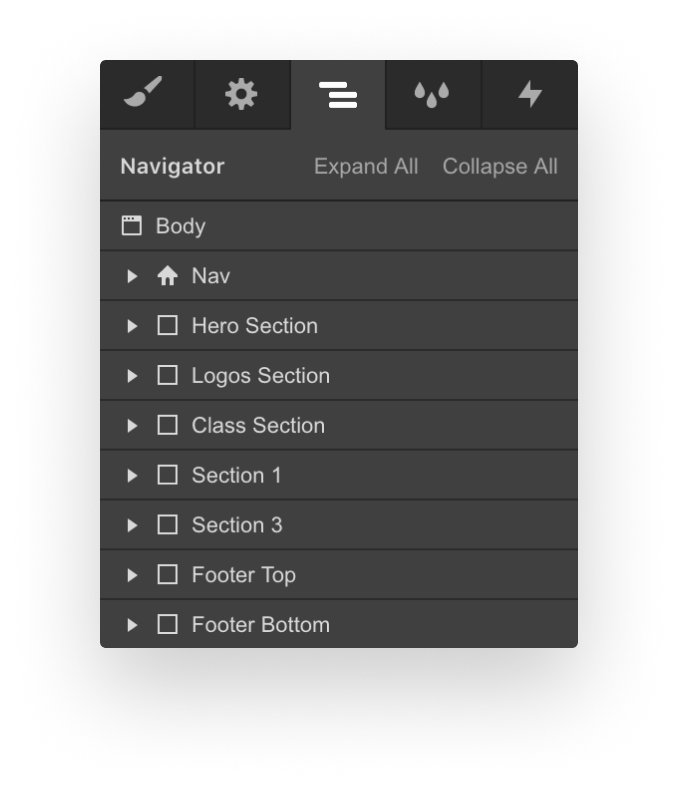 Navigator Expand All Collapse All
Body
Nav
Hero Section
Logos Section
Class Section
Section 1
Section 3
Footer Top
Footer Bottom